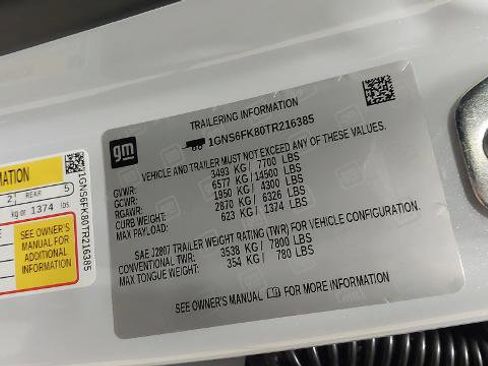 TRAILERING INFORMATION
1GNS6FK80TR216385
gm
VEHICLE AND TRAILER MUST NOT EXCEED ANY OF THESE VALUES
GVWR: 3493 KG / 7700 LBS
GCWR: 6577 KG / 14500 LBS
RGAWR: 1950 KG / 4300 LBS
CURB WEIGHT: 2870 KG / 6326 LBS
MAX PAYLOAD: 623 KG / 1374 LBS
SAE J2807 TRAILER WEIGHT RATING (TWR) FOR VEHICLE CONFIGURATION.
CONVENTIONAL TWR: 3538 KG / 7800 LBS
MAX TONGUE WEIGHT: 354 KG / 780 LBS
SEE OWNER'S MANUAL FOR MORE INFORMATION
MATION
2 REAR 5
kg or 1374 lbs
SEE OWNER'S
MANUAL FOR
ADDITIONAL
INFORMATION
1GNS6FK80TR216385